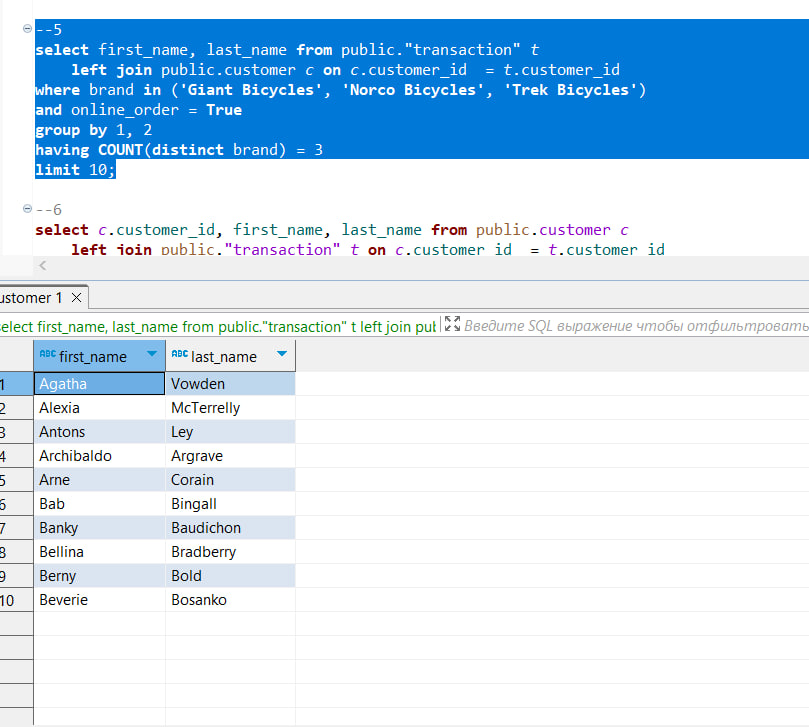 --5
select first_name, last_name from public."transaction" t
left join public.customer c on c.customer_id  = t.customer_id
where brand in ('Giant Bicycles', 'Norco Bicycles', 'Trek Bicycles')
and online_order = True
group by 1, 2
having COUNT(distinct brand) = 3
limit 10;
--6
select c.customer_id, first_name, last_name from public.customer c
left join public."transaction" t on c.customer_id  = t.customer_id
ustomer 1
select first_name, last_name from public."transaction" t left join pul Введите SQL выражение чтобы отфильтровать
ABC first_name ABC last_name
1 Agatha Vowden
2 Alexia McTerrelly
3 Antons Ley
4 Archibaldo Argrave
5 Arne Corain
6 Bab Bingall
7 Banky Baudichon
8 Bellina Bradberry
9 Berny Bold
10 Beverie Bosanko